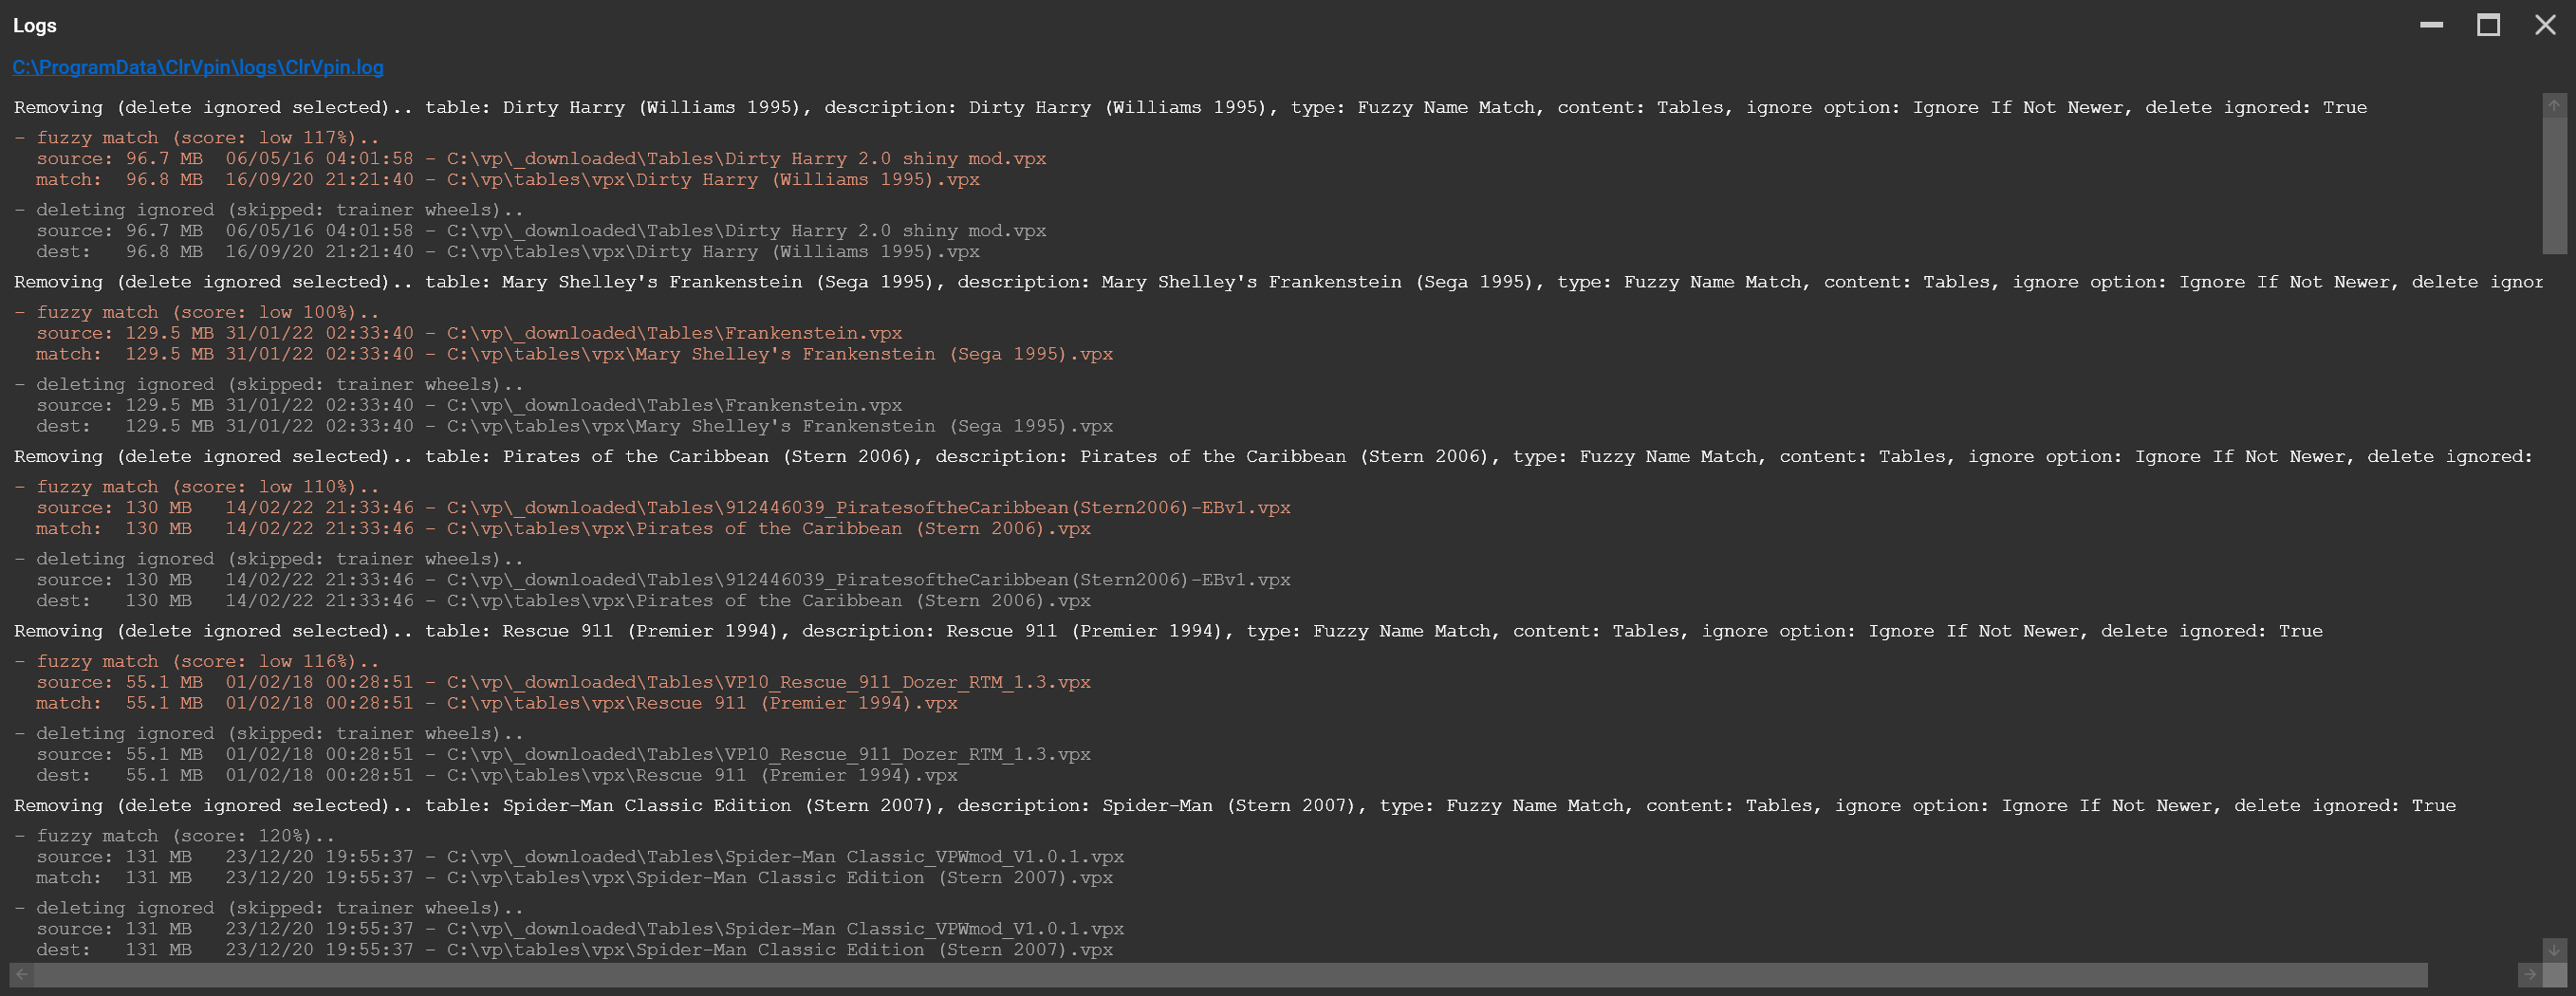 Logs
C:\ProgramData\ClrVpin\logs\ClrVpin.log
Removing (delete ignored selected).. table: Dirty Harry (Williams 1995), description: Dirty Harry (Williams 1995), type: Fuzzy Name Match, content: Tables, ignore option: Ignore If Not Newer, delete ignored: True
- fuzzy match (score: low 117%)..
source: 96.7 MB  06/05/16 04:01:58 - C:\vp\_downloaded\Tables\Dirty Harry 2.0 shiny mod.vpx
match:  96.8 MB  16/09/20 21:21:40 - C:\vp\tables\vpx\Dirty Harry (Williams 1995).vpx
- deleting ignored (skipped: trainer wheels)..
source: 96.7 MB  06/05/16 04:01:58 - C:\vp\_downloaded\Tables\Dirty Harry 2.0 shiny mod.vpx
dest:   96.8 MB  16/09/20 21:21:40 - C:\vp\tables\vpx\Dirty Harry (Williams 1995).vpx
Removing (delete ignored selected).. table: Mary Shelley's Frankenstein (Sega 1995), description: Mary Shelley's Frankenstein (Sega 1995), type: Fuzzy Name Match, content: Tables, ignore option: Ignore If Not Newer, delete ignor
- fuzzy match (score: low 100%)..
source: 129.5 MB 31/01/22 02:33:40 - C:\vp\_downloaded\Tables\Frankenstein.vpx
match:  129.5 MB 31/01/22 02:33:40 - C:\vp\tables\vpx\Mary Shelley's Frankenstein (Sega 1995).vpx
- deleting ignored (skipped: trainer wheels)..
source: 129.5 MB 31/01/22 02:33:40 - C:\vp\_downloaded\Tables\Frankenstein.vpx
dest:   129.5 MB 31/01/22 02:33:40 - C:\vp\tables\vpx\Mary Shelley's Frankenstein (Sega 1995).vpx
Removing (delete ignored selected).. table: Pirates of the Caribbean (Stern 2006), description: Pirates of the Caribbean (Stern 2006), type: Fuzzy Name Match, content: Tables, ignore option: Ignore If Not Newer, delete ignored:
- fuzzy match (score: low 110%)..
source: 130 MB   14/02/22 21:33:46 - C:\vp\_downloaded\Tables\912446039_PiratesoftheCaribbean(Stern2006)-EBv1.vpx
match:  130 MB   14/02/22 21:33:46 - C:\vp\tables\vpx\Pirates of the Caribbean (Stern 2006).vpx
- deleting ignored (skipped: trainer wheels)..
source: 130 MB   14/02/22 21:33:46 - C:\vp\_downloaded\Tables\912446039_PiratesoftheCaribbean(Stern2006)-EBv1.vpx
dest:   130 MB   14/02/22 21:33:46 - C:\vp\tables\vpx\Pirates of the Caribbean (Stern 2006).vpx
Removing (delete ignored selected).. table: Rescue 911 (Premier 1994), description: Rescue 911 (Premier 1994), type: Fuzzy Name Match, content: Tables, ignore option: Ignore If Not Newer, delete ignored: True
- fuzzy match (score: low 116%)..
source: 55.1 MB  01/02/18 00:28:51 - C:\vp\_downloaded\Tables\VP10_Rescue_911_Dozer_RTM_1.3.vpx
match:  55.1 MB  01/02/18 00:28:51 - C:\vp\tables\vpx\Rescue 911 (Premier 1994).vpx
- deleting ignored (skipped: trainer wheels)..
source: 55.1 MB  01/02/18 00:28:51 - C:\vp\_downloaded\Tables\VP10_Rescue_911_Dozer_RTM_1.3.vpx
dest:   55.1 MB  01/02/18 00:28:51 - C:\vp\tables\vpx\Rescue 911 (Premier 1994).vpx
Removing (delete ignored selected).. table: Spider-Man Classic Edition (Stern 2007), description: Spider-Man (Stern 2007), type: Fuzzy Name Match, content: Tables, ignore option: Ignore If Not Newer, delete ignored: True
- fuzzy match (score: 120%)..
source: 131 MB   23/12/20 19:55:37 - C:\vp\_downloaded\Tables\Spider-Man Classic_VPWmod_V1.0.1.vpx
match:  131 MB   23/12/20 19:55:37 - C:\vp\tables\vpx\Spider-Man Classic Edition (Stern 2007).vpx
- deleting ignored (skipped: trainer wheels)..
source: 131 MB   23/12/20 19:55:37 - C:\vp\_downloaded\Tables\Spider-Man Classic_VPWmod_V1.0.1.vpx
dest:   131 MB   23/12/20 19:55:37 - C:\vp\tables\vpx\Spider-Man Classic Edition (Stern 2007).vpx